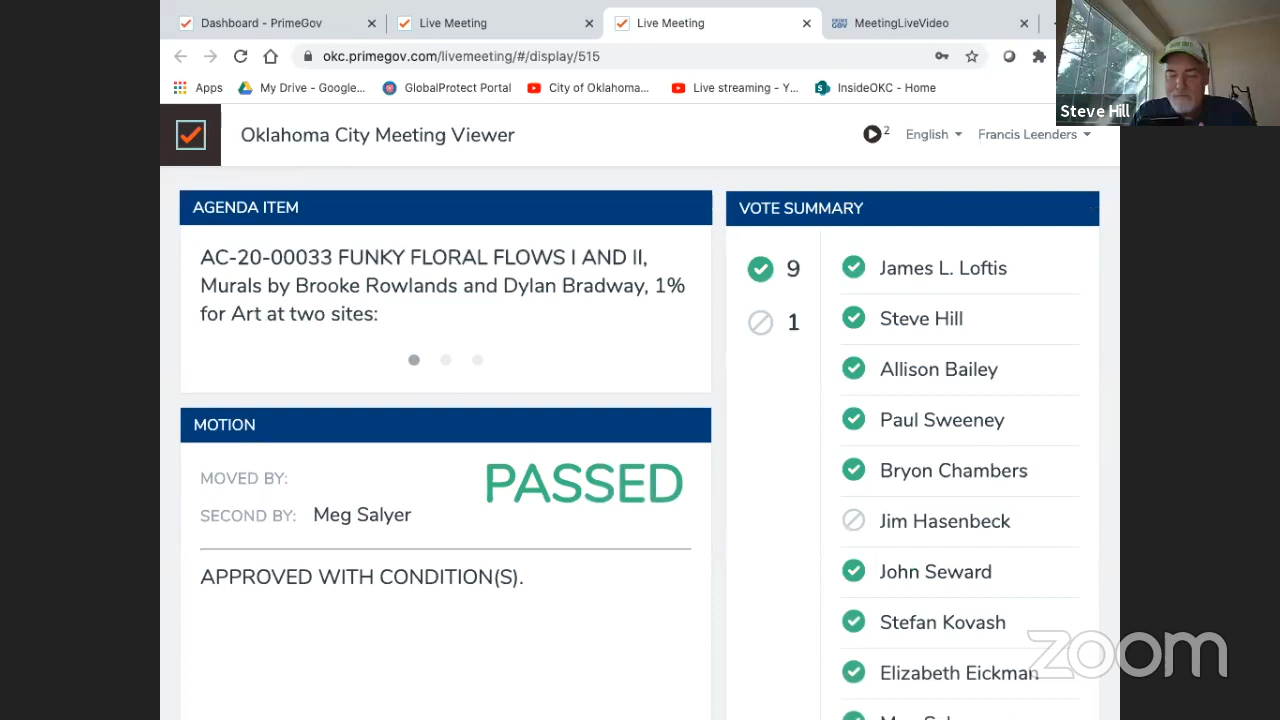 Dashboard - PrimeGov
Live Meeting
Live Meeting
MeetingLiveVideo
okc.primegov.com/livemeeting/#/display/515
Apps
My Drive - Google...
GlobalProtect Portal
City of Oklahoma...
Live streaming - Y...
InsideOKC - Home
Steve Hill
Oklahoma City Meeting Viewer
2
English
Francis Leenders
AGENDA ITEM
AC-20-00033 FUNKY FLORAL FLOWS I AND II,
Murals by Brooke Rowlands and Dylan Bradway, 1%
for Art at two sites:
MOTION
MOVED BY:
PASSED
SECOND BY: Meg Salyer
APPROVED WITH CONDITION(S).
VOTE SUMMARY
9
1
James L. Loftis
Steve Hill
Allison Bailey
Paul Sweeney
Bryon Chambers
Jim Hasenbeck
John Seward
Stefan Kovash
Elizabeth Eickman
zoom